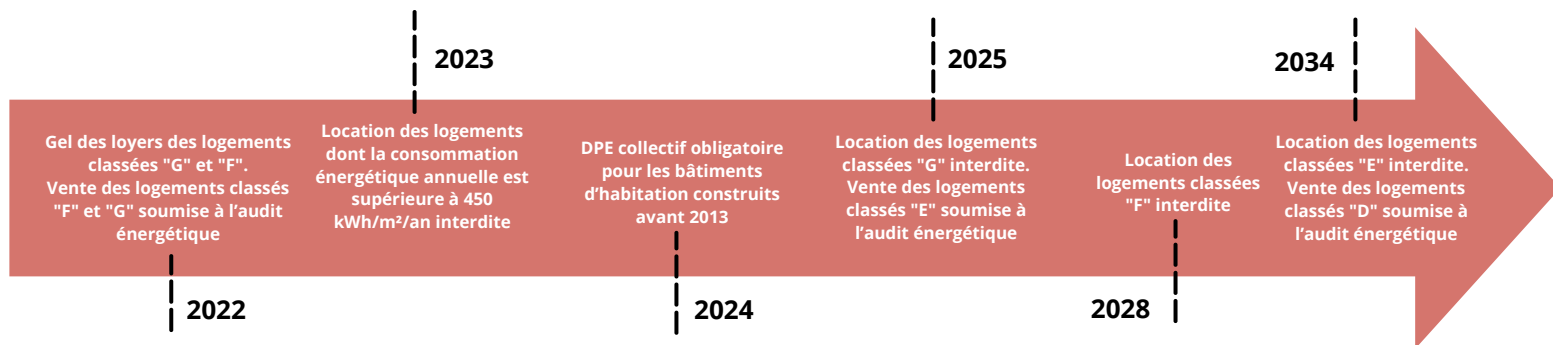 Gel des loyers des logements
classées "G" et "F".
Vente des logements classés
"F" et "G" soumise à l’audit
énergétique
2022
2023
Location des logements
dont la consommation
énergétique annuelle est
supérieure à 450
kWh/m²/an interdite
DPE collectif obligatoire
pour les bâtiments
d’habitation construits
avant 2013
2024
2025
Location des logements
classées "G" interdite.
Vente des logements
classés "E" soumise à
l’audit énergétique
Location des
logements classées
"F" interdite
2028
2034
Location des logements
classées "E" interdite.
Vente des logements
classés "D" soumise à
l’audit énergétique